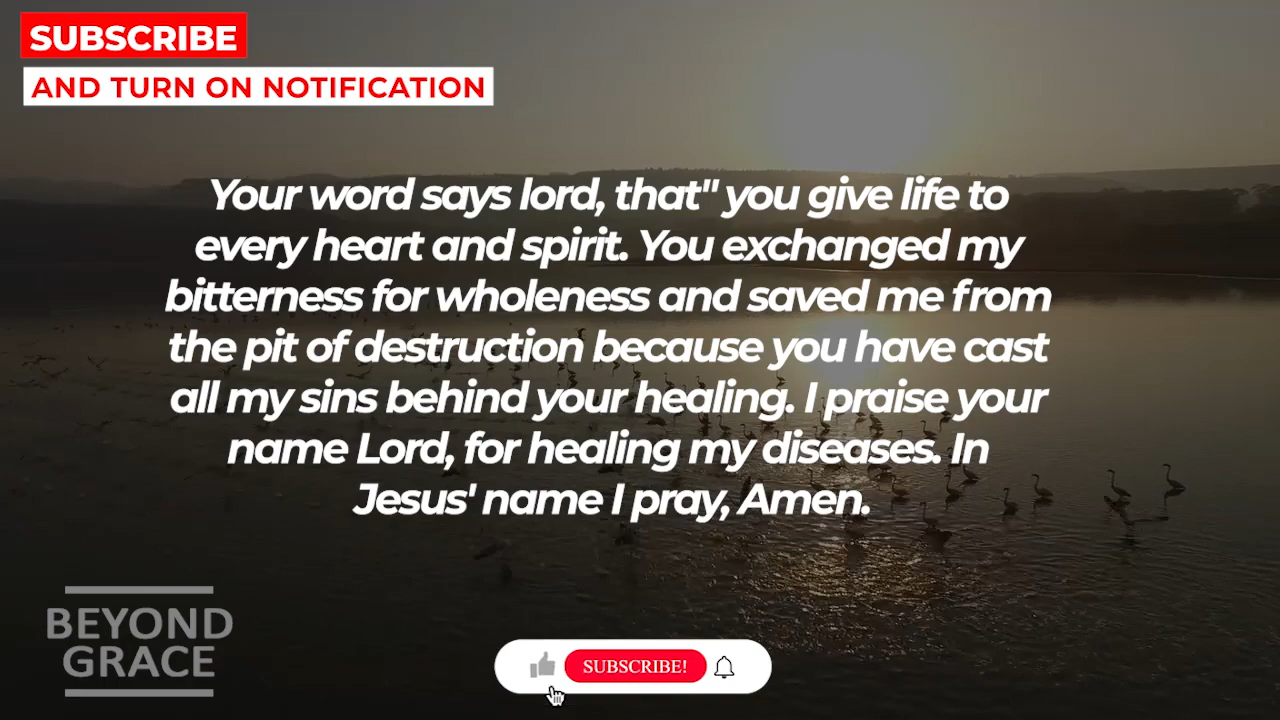 SUBSCRIBE
AND TURN ON NOTIFICATION
Your word says lord, that" you give life to
every heart and spirit. You exchanged my
bitterness for wholeness and saved me from
the pit of destruction because you have cast
all my sins behind your healing. I praise your
name Lord, for healing my diseases. In
Jesus' name I pray, Amen.
BEYOND
GRACE
SUBSCRIBE!